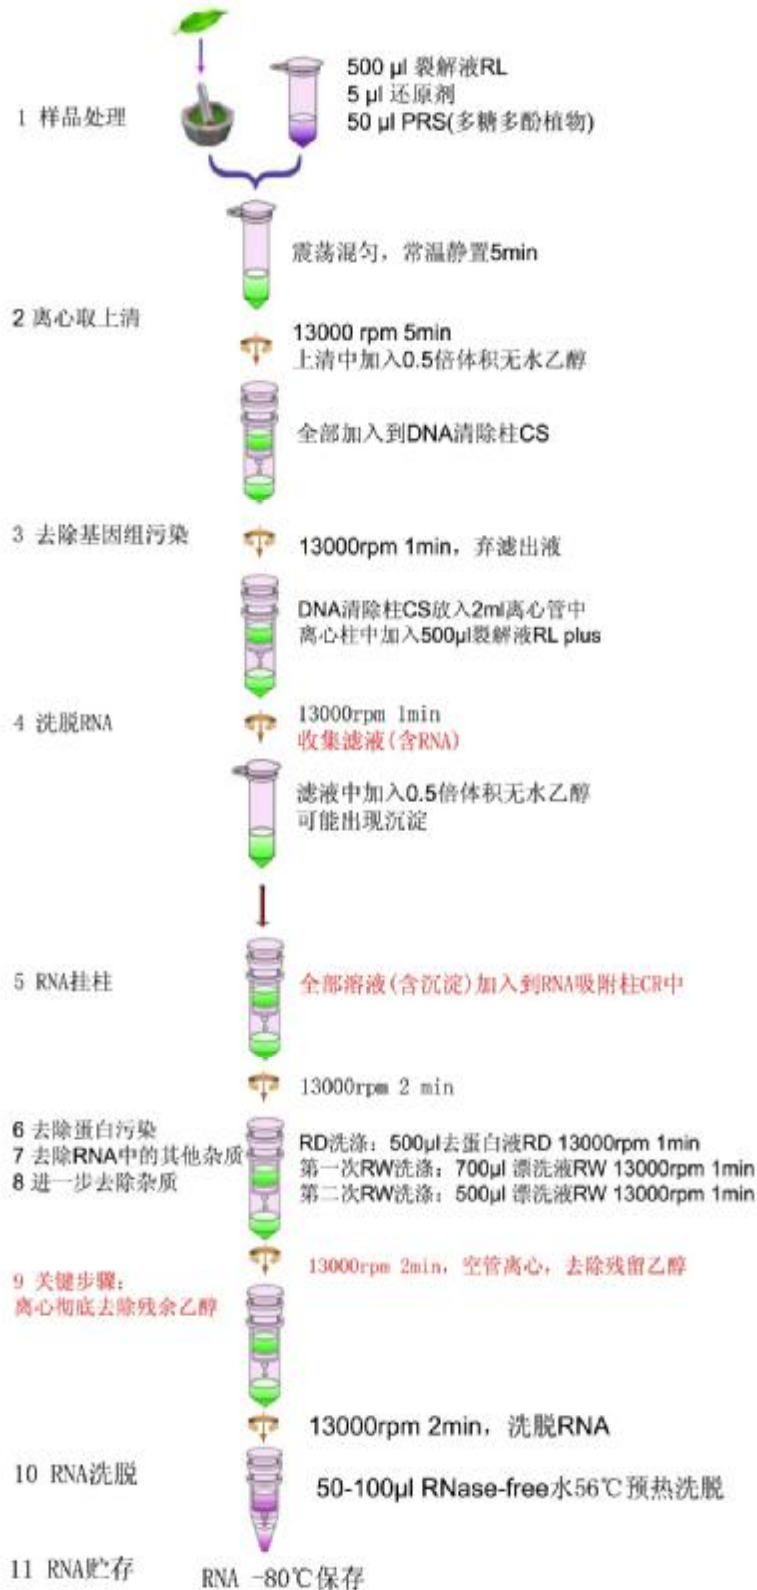 500 μl 裂解液RL
5 μl 还原剂
50 μl PRS(多糖多酚植物)
1 样品处理
震荡混匀，常温静置5min
2 离心取上清
13000 rpm 5min
上清中加入0.5倍体积无水乙醇
全部加入到DNA清除柱CS
3 去除基因组污染
13000rpm 1min，弃滤出液
DNA清除柱CS放入2ml离心管中
离心柱中加入500μl裂解液RL plus
4 洗脱RNA
13000rpm 1min
收集滤液(含RNA)
滤液中加入0.5倍体积无水乙醇
可能出现沉淀
5 RNA挂柱
全部溶液(含沉淀)加入到RNA吸附柱CR中
13000rpm 2 min
6 去除蛋白污染
7 去除RNA中的其他杂质
8 进一步去除杂质
RD洗涤：500μl去蛋白液RD 13000rpm 1min
第一次RW洗涤：700μl 漂洗液RW 13000rpm 1min
第二次RW洗涤：500μl 漂洗液RW 13000rpm 1min
9 关键步骤：
离心彻底去除残余乙醇
13000rpm 2min，空管离心，去除残留乙醇
13000rpm 2min，洗脱RNA
10 RNA洗脱
50-100μl RNase-free水56℃预热洗脱
11 RNA贮存
RNA -80℃保存